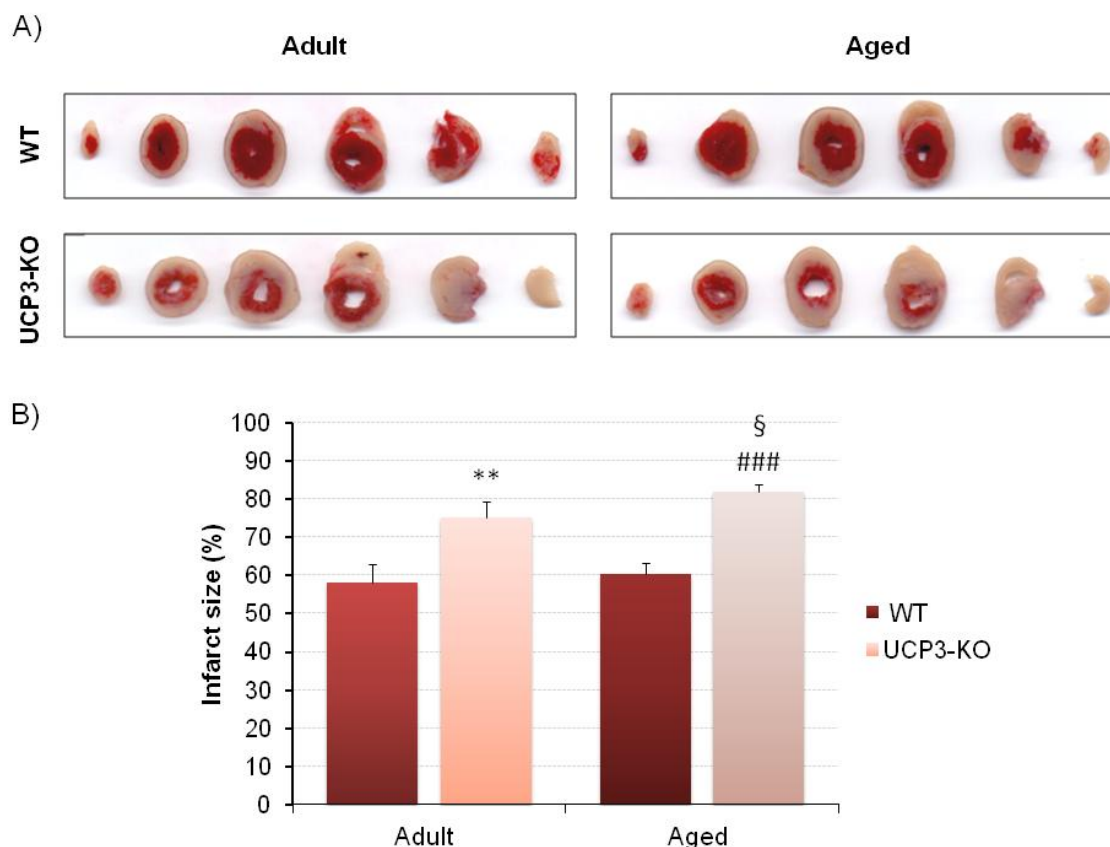 A)
Adult
Aged
WT
UCP3-KO
B)
Infarct size (%)
100
90
80
70
60
50
40
30
20
10
0
**
§
###
Adult
Aged
WT
UCP3-KO